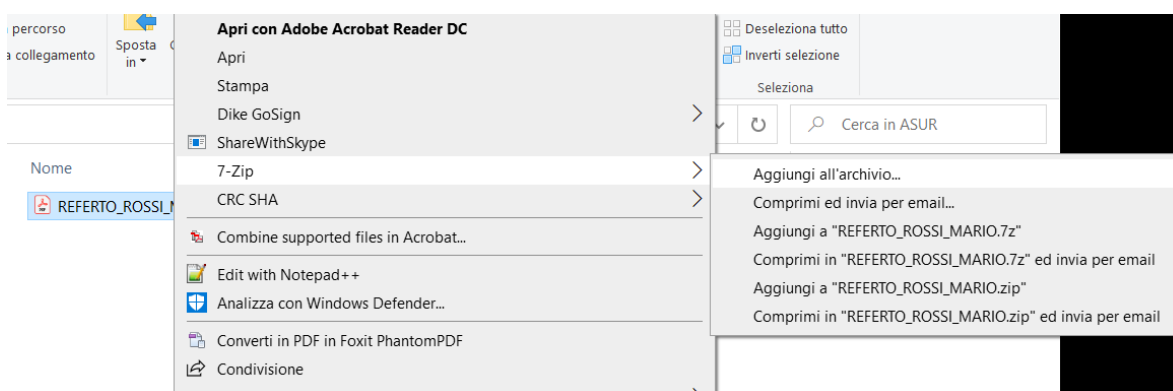 percorso
collegamento
Sposta
in
Apri con Adobe Acrobat Reader DC
Apri
Stampa
Dike GoSign
ShareWithSkype
7-Zip
CRC SHA
Combine supported files in Acrobat...
Edit with Notepad++
Analizza con Windows Defender...
Converti in PDF in Foxit PhantomPDF
Condivisione
Deseleziona tutto
Inverti selezione
Seleziona
Cerca in ASUR
Nome
REFERTO_ROSSI_
Aggiungi all'archivio...
Comprimi ed invia per email...
Aggiungi a "REFERTO_ROSSI_MARIO.7z"
Comprimi in "REFERTO_ROSSI_MARIO.7z" ed invia per email
Aggiungi a "REFERTO_ROSSI_MARIO.zip"
Comprimi in "REFERTO_ROSSI_MARIO.zip" ed invia per email